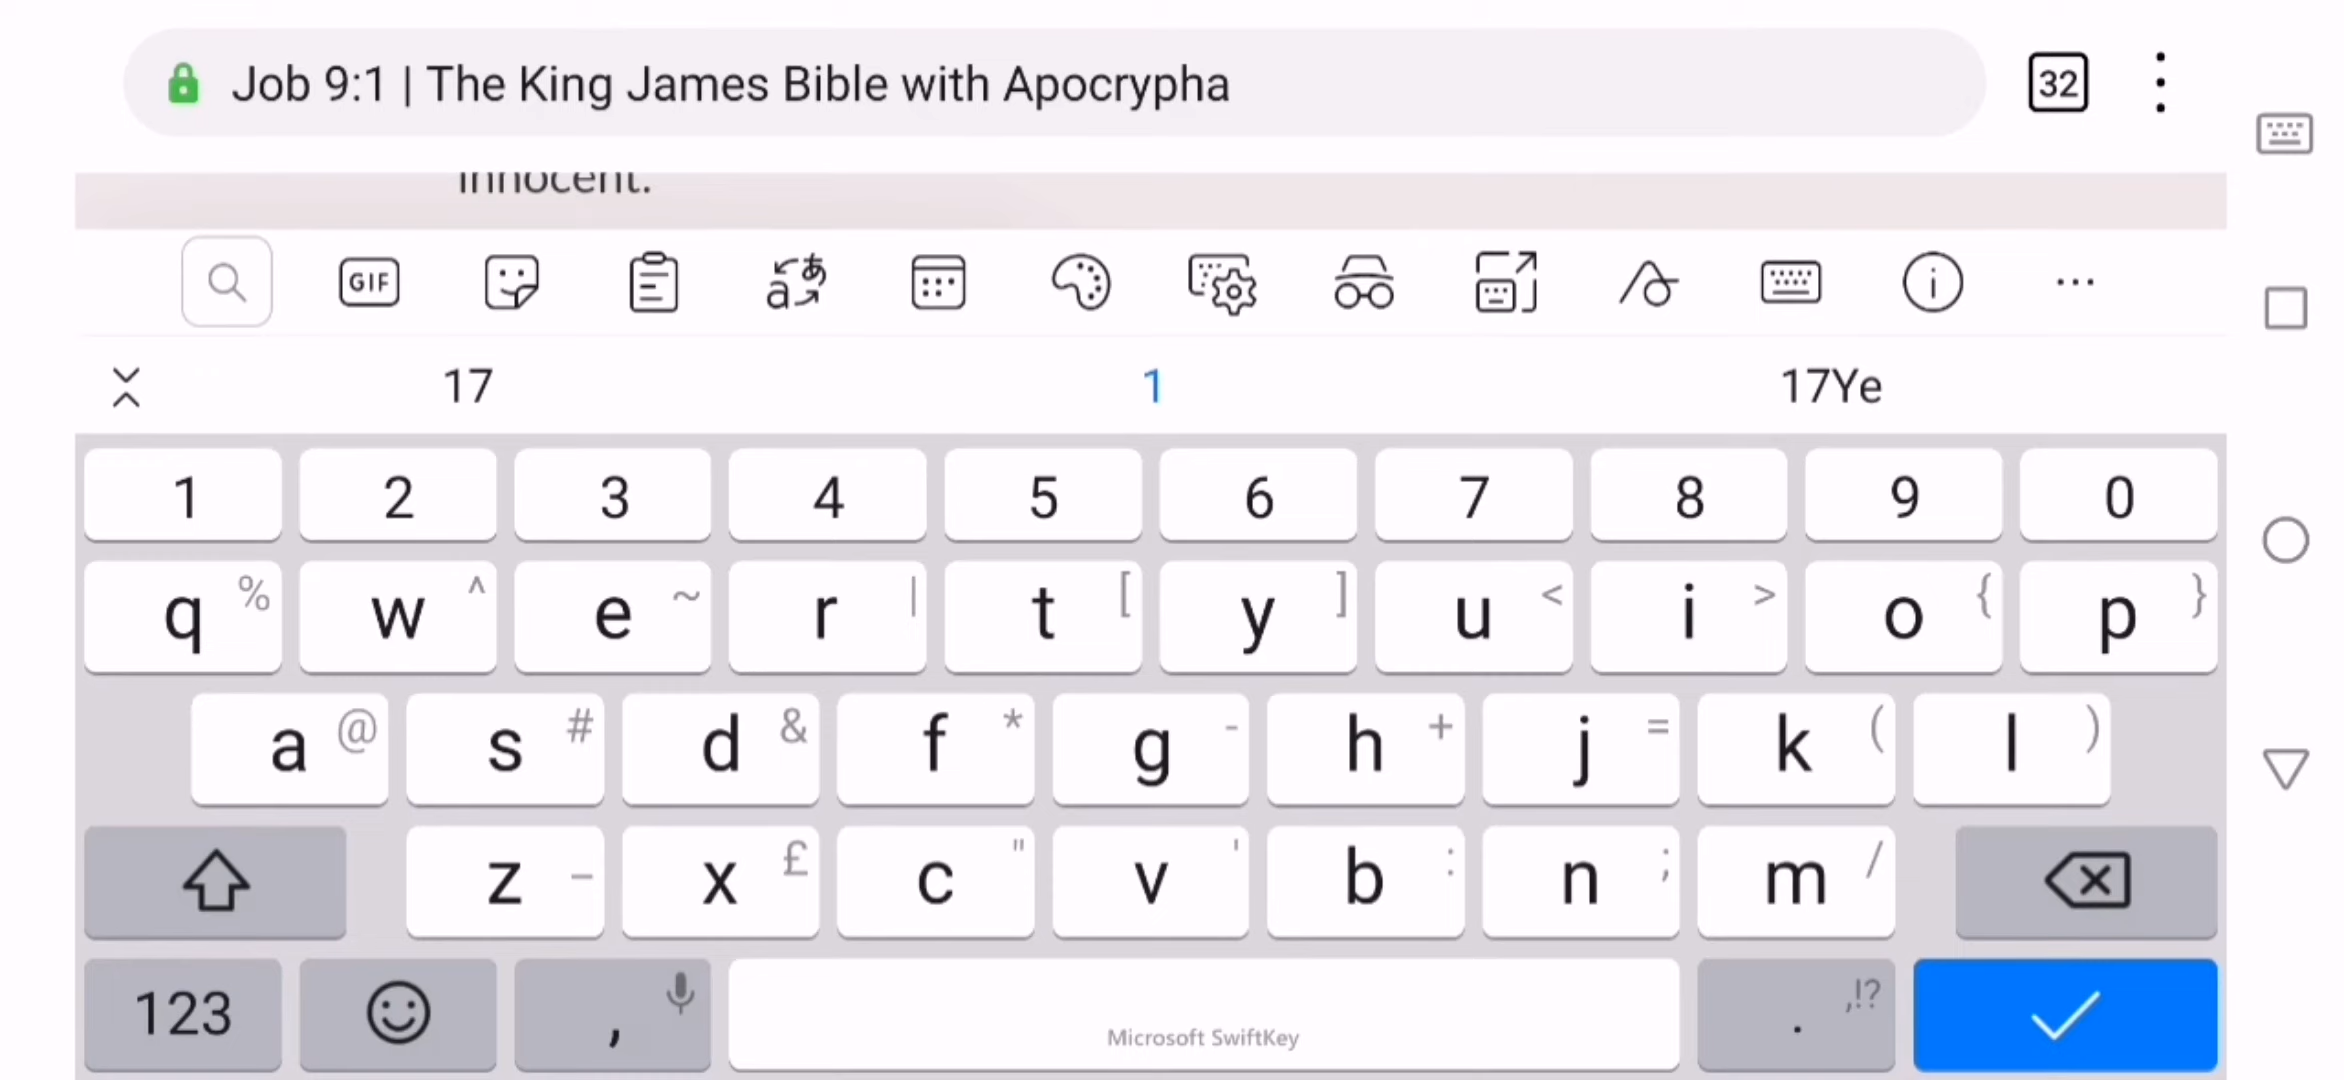 Job 9:1 | The King James Bible with Apocrypha
32
innocent.
GIF
17 1 17Ye
1 2 3 4 5 6 7 8 9 0
q % w ^ e ~ r | t [ y ] u < i > o { p }
a @ s # d & f * g - h + j = k ( l )
z _ x £ c " v ' b : n ; m /
123 , Microsoft SwiftKey . ,!?